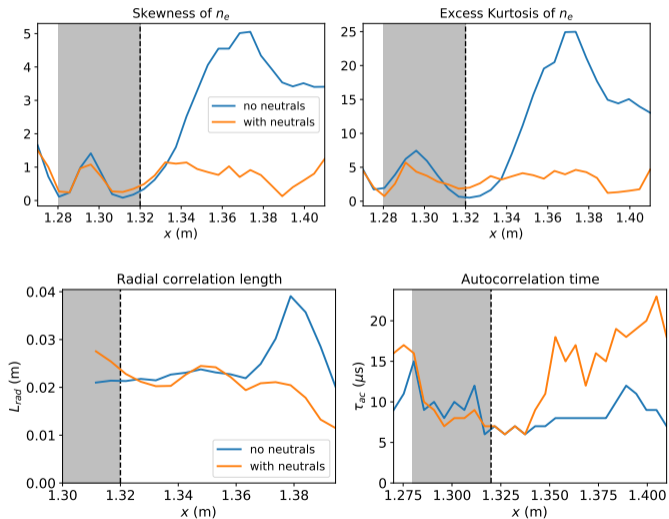 Skewness of nₑ
5
4
3
2
1
0
no neutrals
with neutrals
1.28 1.30 1.32 1.34 1.36 1.38 1.40
x (m)
Excess Kurtosis of nₑ
25
20
15
10
5
0
1.28 1.30 1.32 1.34 1.36 1.38 1.40
x (m)
Radial correlation length
0.04
0.03
0.02
0.01
0.00
L_rad (m)
no neutrals
with neutrals
1.30 1.32 1.34 1.36 1.38
x (m)
Autocorrelation time
20
15
10
5
0
τ_ac (μs)
1.275 1.300 1.325 1.350 1.375 1.400
x (m)